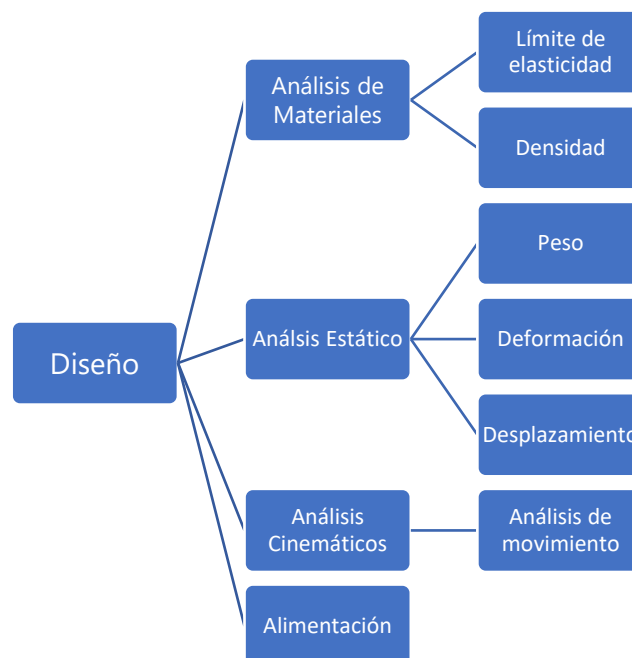 Diseño
Análisis de
Materiales
Límite de
elasticidad
Densidad
Análsis Estático
Peso
Deformación
Desplazamiento
Análisis
Cinemáticos
Análisis de
movimiento
Alimentación